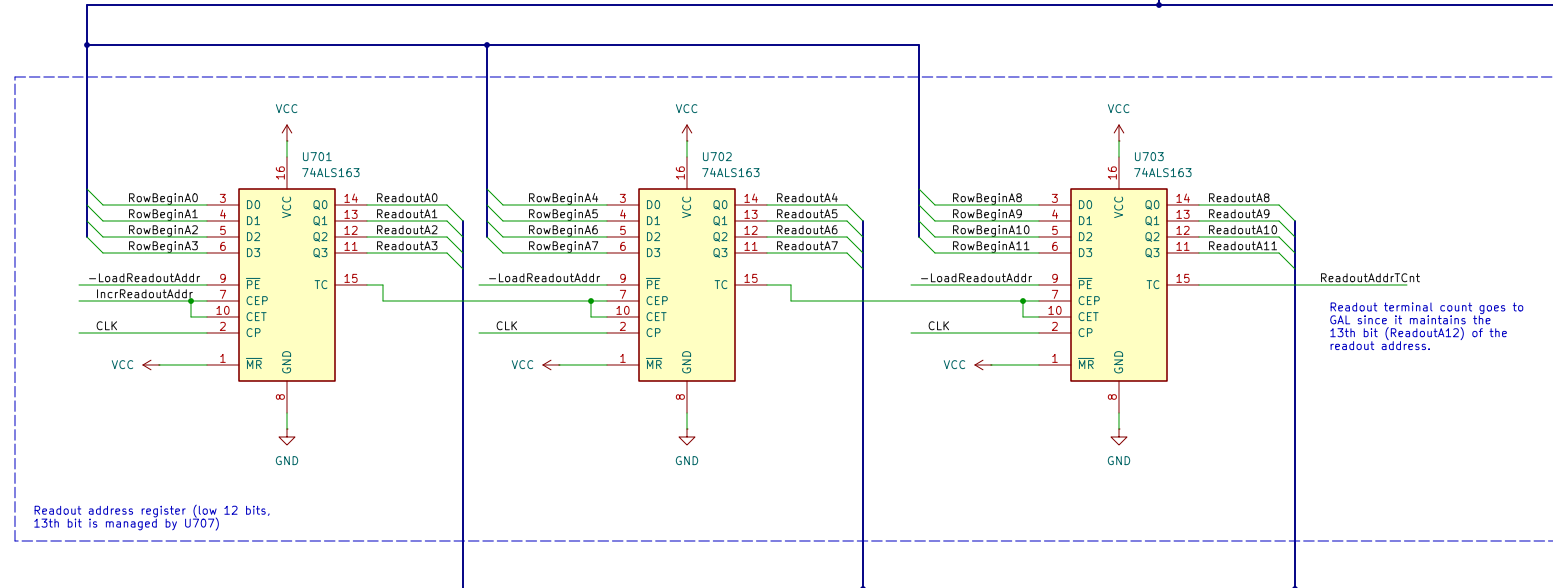 VCC
VCC
VCC
U701
74ALS163
U702
74ALS163
U703
74ALS163
16
16
16
RowBeginA0 3 D0 VCC Q0 14 ReadoutA0
RowBeginA1 4 D1 Q1 13 ReadoutA1
RowBeginA2 5 D2 Q2 12 ReadoutA2
RowBeginA3 6 D3 Q3 11 ReadoutA3
-LoadReadoutAddr 9 PE TC 15
IncrReadoutAddr 7 CEP
10 CET
CLK 2 CP
VCC 1 MR GND
8
GND
RowBeginA4 3 D0 VCC Q0 14 ReadoutA4
RowBeginA5 4 D1 Q1 13 ReadoutA5
RowBeginA6 5 D2 Q2 12 ReadoutA6
RowBeginA7 6 D3 Q3 11 ReadoutA7
-LoadReadoutAddr 9 PE TC 15
7 CEP
10 CET
CLK 2 CP
VCC 1 MR GND
8
GND
RowBeginA8 3 D0 VCC Q0 14 ReadoutA8
RowBeginA9 4 D1 Q1 13 ReadoutA9
RowBeginA10 5 D2 Q2 12 ReadoutA10
RowBeginA11 6 D3 Q3 11 ReadoutA11
-LoadReadoutAddr 9 PE TC 15 ReadoutAddrTCnt
7 CEP
10 CET
CLK 2 CP
VCC 1 MR GND
8
GND
Readout terminal count goes to
GAL since it maintains the
13th bit (ReadoutA12) of the
readout address.
Readout address register (low 12 bits,
13th bit is managed by U707)